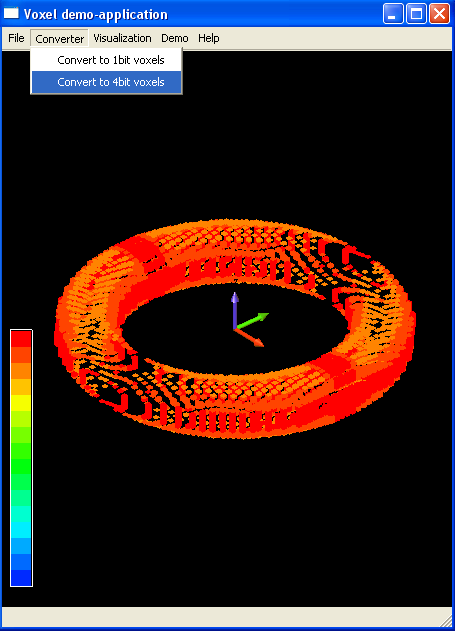 Voxel demo-application
File Converter Visualization Demo Help
Convert to 1bit voxels
Convert to 4bit voxels